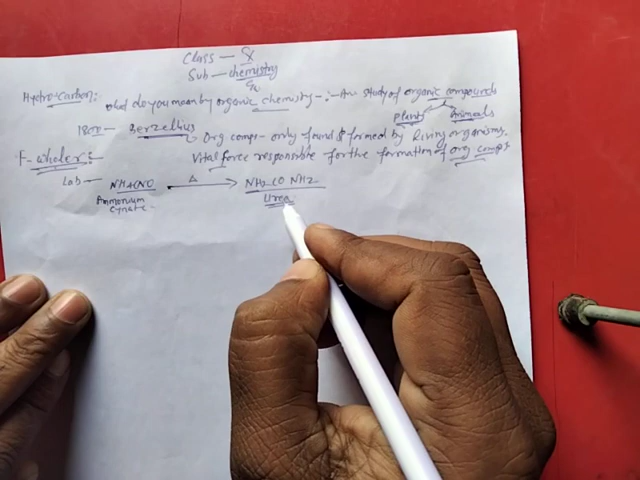 Class — X
Sub — chemistry
Hydro-Carbon:- what do you mean by organic chemistry -:- An- study of organic compounds
Plants Animals
1808 — Berzellius Org comps- only found & formed by living organisms.
F- wholer:- Vital force responsible for the formation of org comps
Lab — NH4CNO Δ NH2 CO NH2-
Ammonium Urea
Cynate -